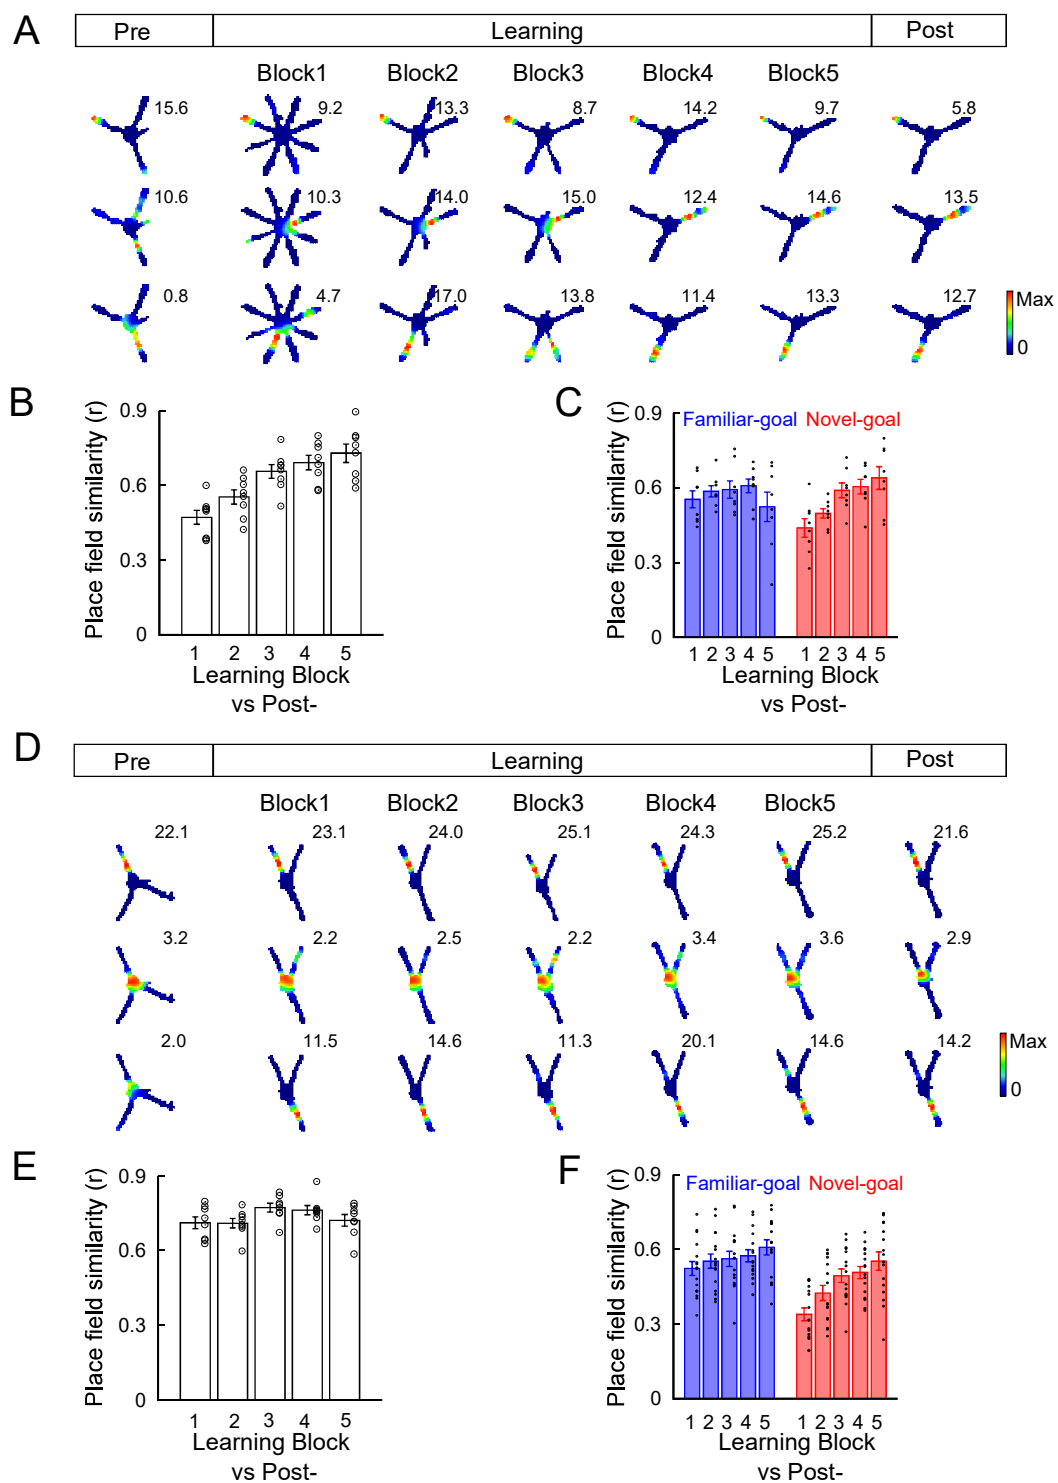 A
Pre Learning Post
Block1 Block2 Block3 Block4 Block5
15.6 9.2 13.3 8.7 14.2 9.7 5.8
10.6 10.3 14.0 15.0 12.4 14.6 13.5
0.8 4.7 17.0 13.8 11.4 13.3 12.7
Max
0
B
Place field similarity (r)
0.9
0.6
0.3
0
1 2 3 4 5
Learning Block
vs Post-
C
Place field similarity (r)
0.9
0.6
0.3
0
Familiar-goal Novel-goal
1 2 3 4 5 1 2 3 4 5
Learning Block
vs Post-
D
Pre Learning Post
Block1 Block2 Block3 Block4 Block5
22.1 23.1 24.0 25.1 24.3 25.2 21.6
3.2 2.2 2.5 2.2 3.4 3.6 2.9
2.0 11.5 14.6 11.3 20.1 14.6 14.2
Max
0
E
Place field similarity (r)
0.9
0.6
0.3
0
1 2 3 4 5
Learning Block
vs Post-
F
Place field similarity (r)
0.9
0.6
0.3
0
Familiar-goal Novel-goal
1 2 3 4 5 1 2 3 4 5
Learning Block
vs Post-